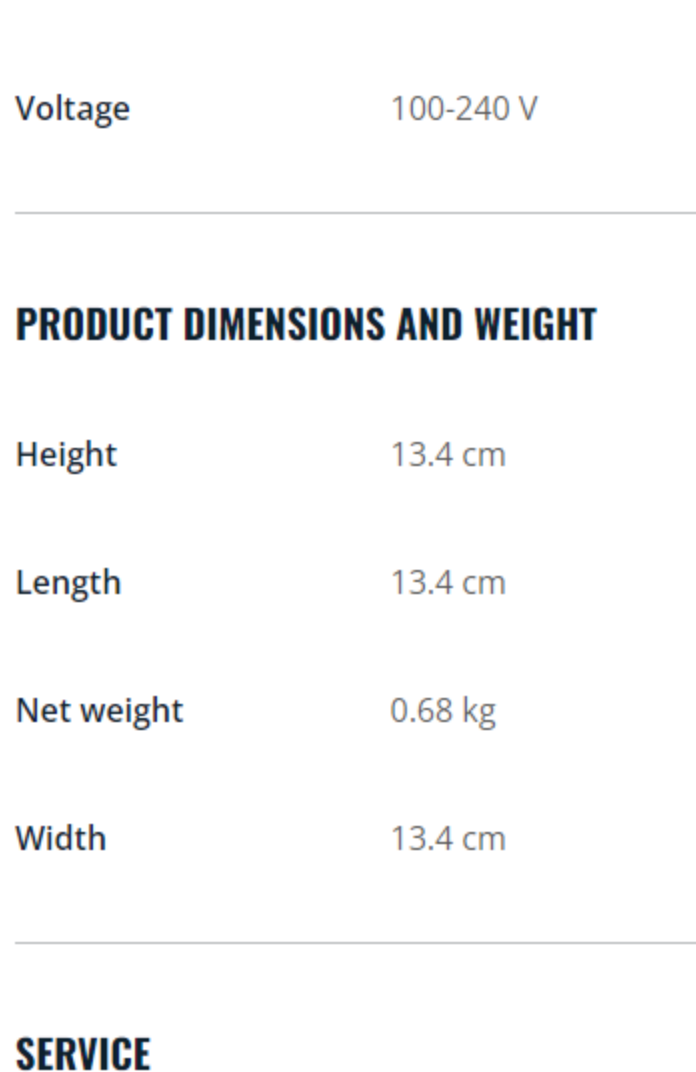 Voltage 100-240 V
PRODUCT DIMENSIONS AND WEIGHT
Height 13.4 cm
Length 13.4 cm
Net weight 0.68 kg
Width 13.4 cm
SERVICE